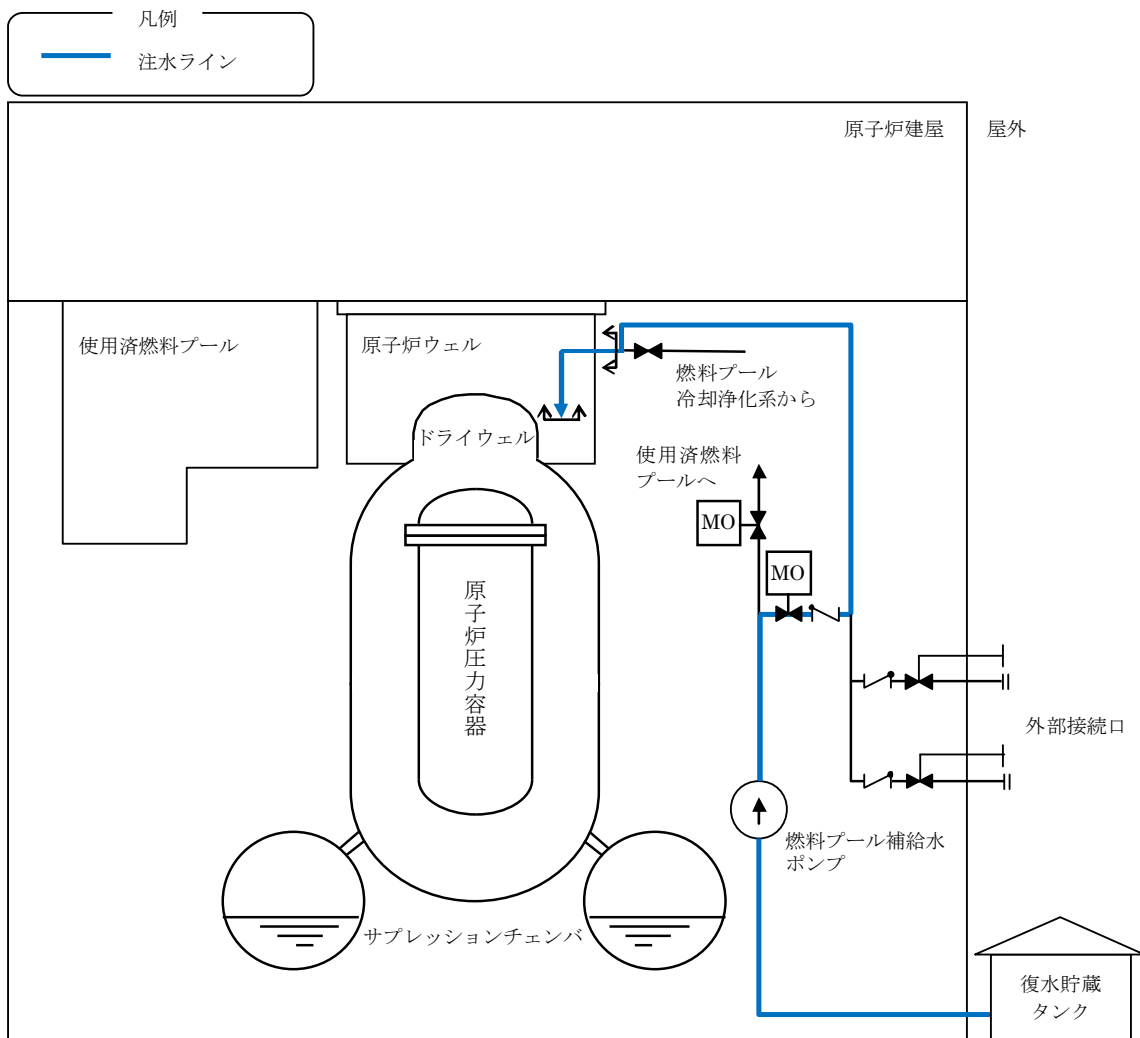 凡例
注水ライン
原子炉建屋
屋外
使用済燃料プール
原子炉ウェル
燃料プール
冷却浄化系から
ドライウェル
使用済燃料
プールへ
MO
MO
原子炉圧力容器
外部接続口
燃料プール補給水
ポンプ
サプレッションチェンバ
復水貯蔵
タンク